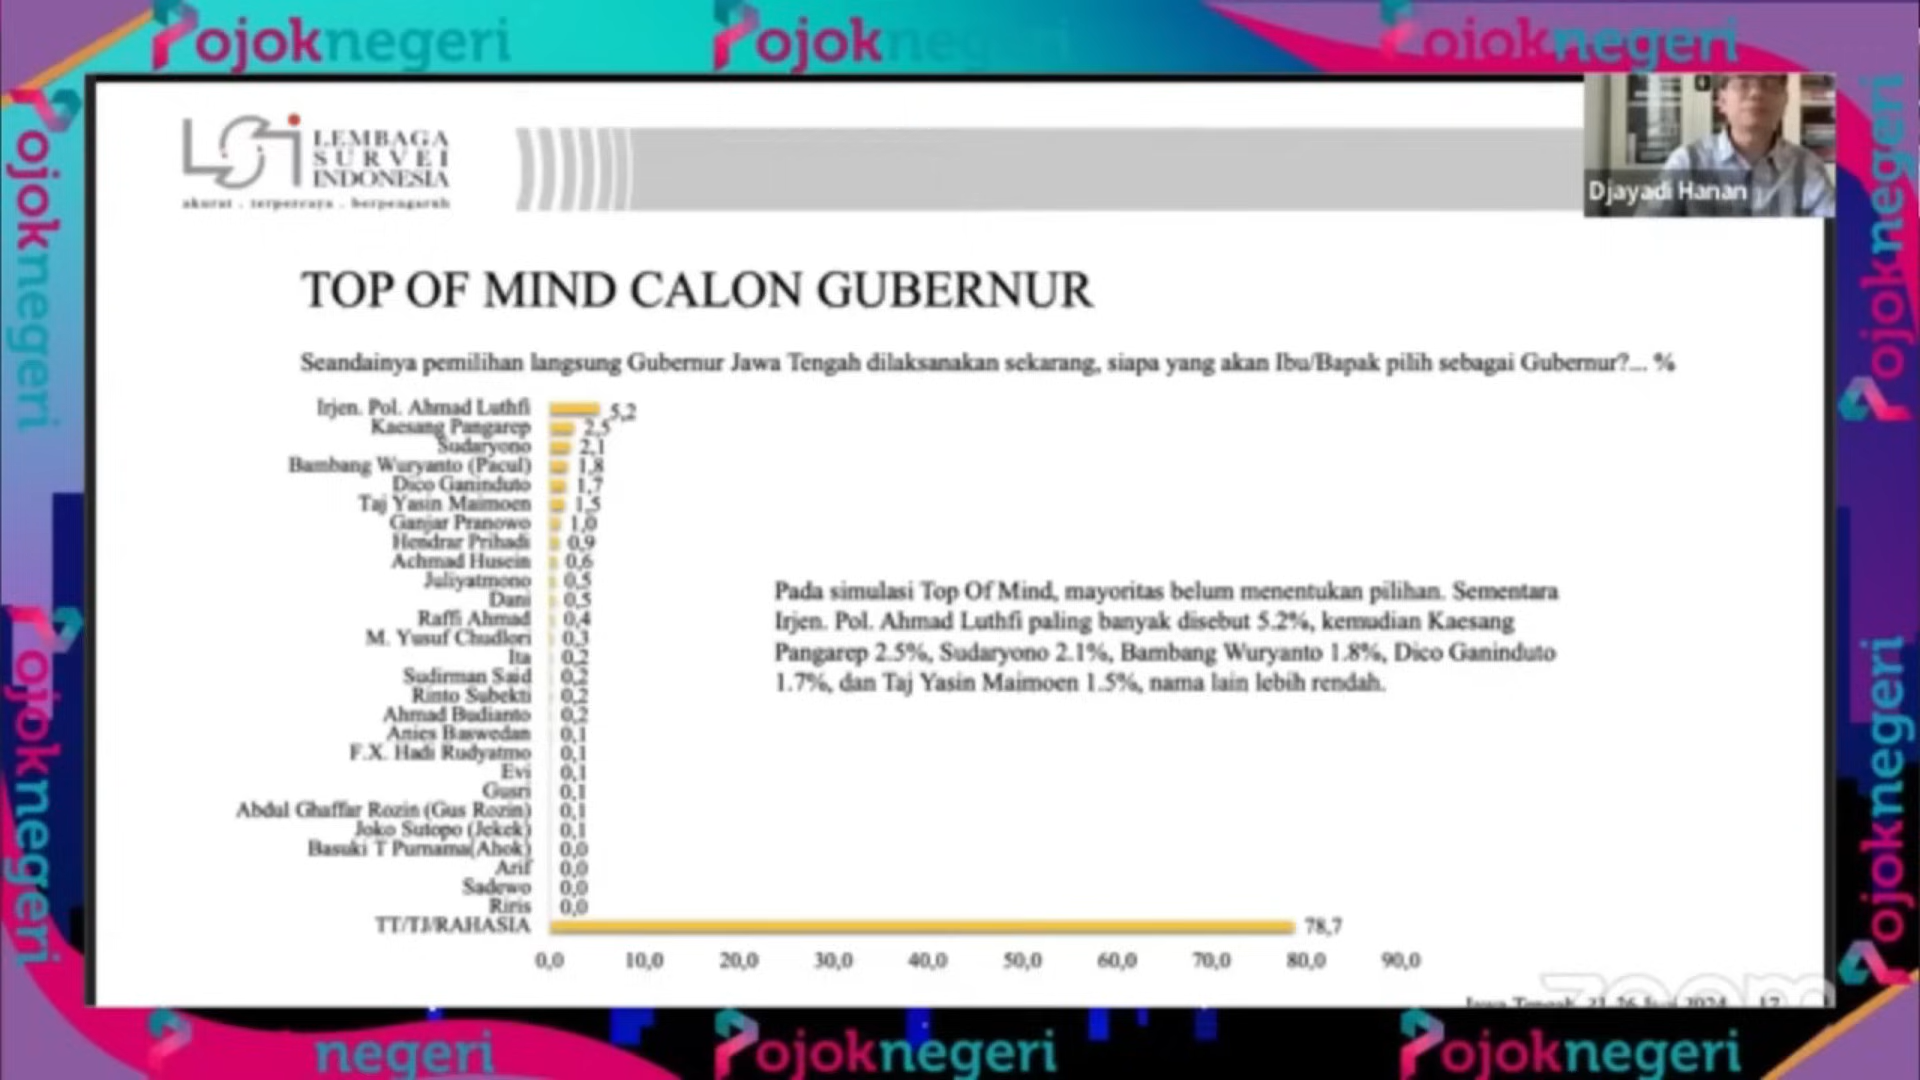 Pojoknegeri
Pojokneg
Pojoknegeri
LSI LEMBAGA
SURVEI
INDONESIA
akurat . terpercaya . berpengaruh
Djayadi Hanan
TOP OF MIND CALON GUBERNUR
Seandainya pemilihan langsung Gubernur Jawa Tengah dilaksanakan sekarang, siapa yang akan Ibu/Bapak pilih sebagai Gubernur?... %
Irjen. Pol. Ahmad Luthfi 5,2
Kaesang Pangarep 2,5
Sudaryono 2,1
Bambang Wuryanto (Pacul) 1,8
Dico Ganinduto 1,7
Taj Yasin Maimoen 1,5
Ganjar Pranowo 1,0
Hendrar Prihadi 0,9
Achmad Husein 0,6
Juliyatmono 0,5
Dani 0,5
Raffi Ahmad 0,4
M. Yusuf Chudlori 0,3
Ita 0,2
Sudirman Said 0,2
Rinto Subekti 0,2
Ahmad Budianto 0,2
Anies Baswedan 0,1
F.X. Hadi Rudyatmo 0,1
Evi 0,1
Gusri 0,1
Abdul Ghaffar Rozin (Gus Rozin) 0,1
Joko Sutopo (Jekek) 0,1
Basuki T Purnama(Ahok) 0,0
Arif 0,0
Sadewo 0,0
Riris 0,0
TT/TJ/RAHASIA 78,7
0,0 10,0 20,0 30,0 40,0 50,0 60,0 70,0 80,0 90,0
Pada simulasi Top Of Mind, mayoritas belum menentukan pilihan. Sementara
Irjen. Pol. Ahmad Luthfi paling banyak disebut 5.2%, kemudian Kaesang
Pangarep 2.5%, Sudaryono 2.1%, Bambang Wuryanto 1.8%, Dico Ganinduto
1.7%, dan Taj Yasin Maimoen 1.5%, nama lain lebih rendah.
zoom
Jawa Tengah, 21-26 2024 17
Pojoknegeri
Pojoknegeri
Pojoknegeri
Pojoknegeri
negeri
Pojoknegeri
Pojoknegeri